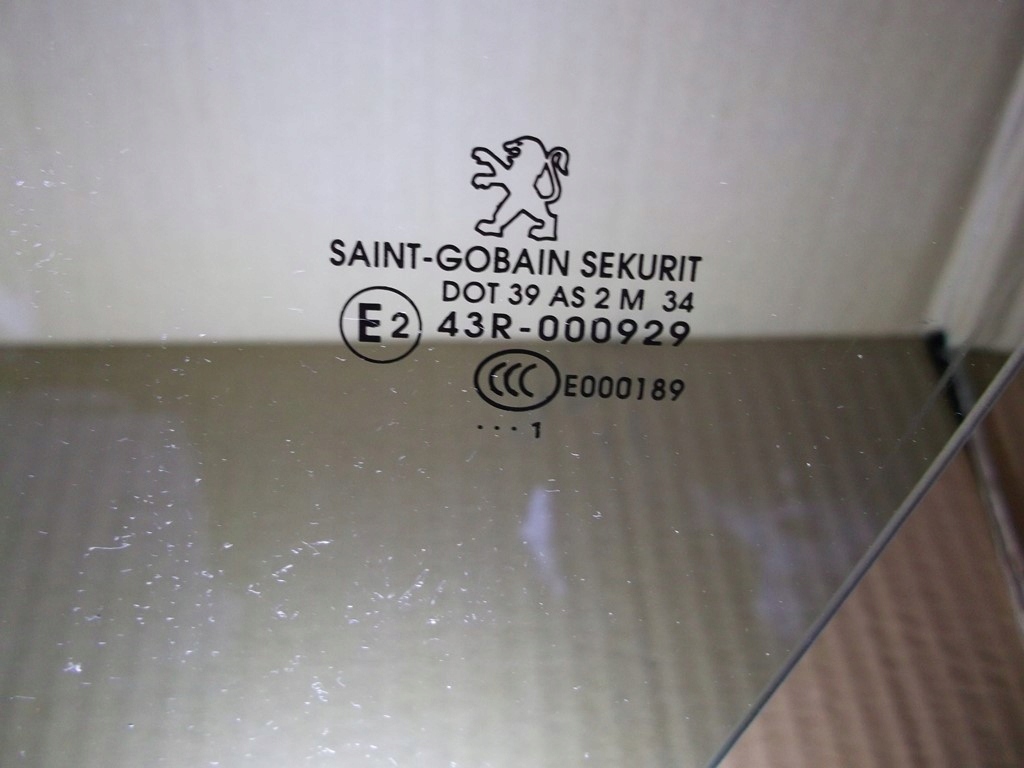 SAINT-GOBAIN SEKURIT
DOT 39 AS 2 M 34
E2 43R-000929
CCC E000189
... 1